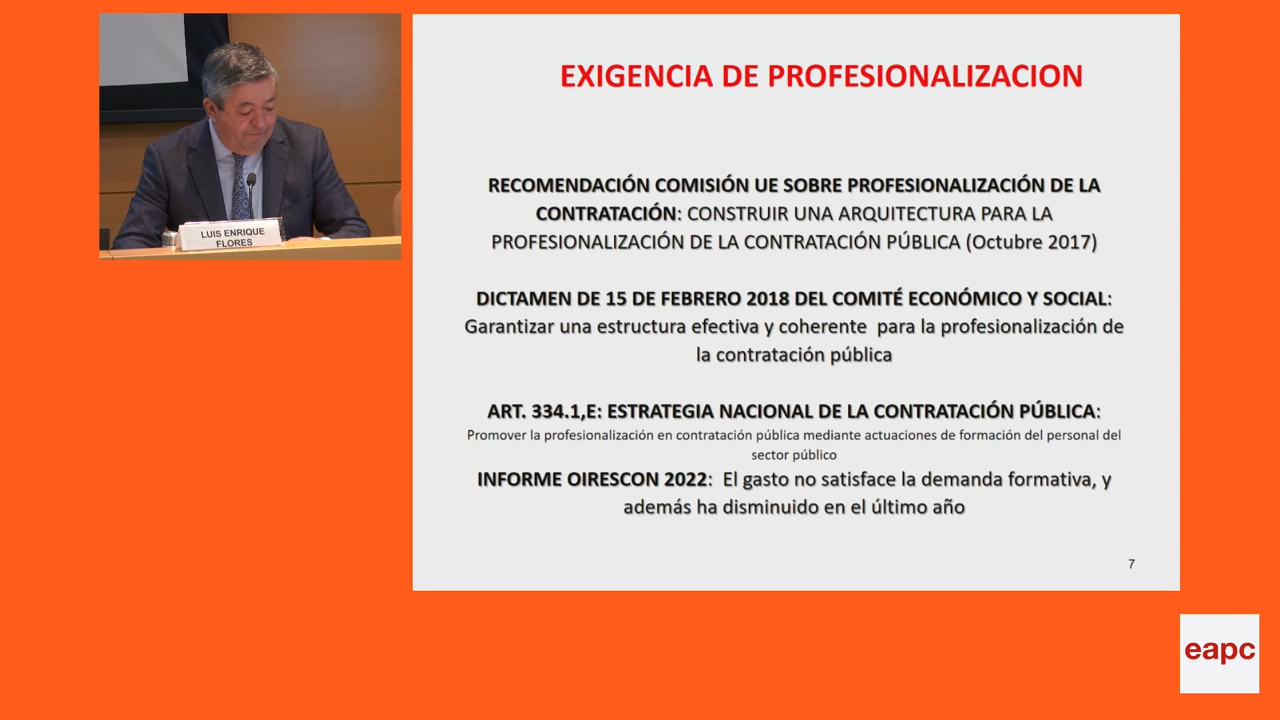 LUIS ENRIQUE
FLORES
EXIGENCIA DE PROFESIONALIZACION
RECOMENDACIÓN COMISIÓN UE SOBRE PROFESIONALIZACIÓN DE LA
CONTRATACIÓN: CONSTRUIR UNA ARQUITECTURA PARA LA
PROFESIONALIZACIÓN DE LA CONTRATACIÓN PÚBLICA (Octubre 2017)
DICTAMEN DE 15 DE FEBRERO 2018 DEL COMITÉ ECONÓMICO Y SOCIAL:
Garantizar una estructura efectiva y coherente para la profesionalización de
la contratación pública
ART. 334.1,E: ESTRATEGIA NACIONAL DE LA CONTRATACIÓN PÚBLICA:
Promover la profesionalización en contratación pública mediante actuaciones de formación del personal del
sector público
INFORME OIRESCON 2022: El gasto no satisface la demanda formativa, y
además ha disminuido en el último año
7
eapc